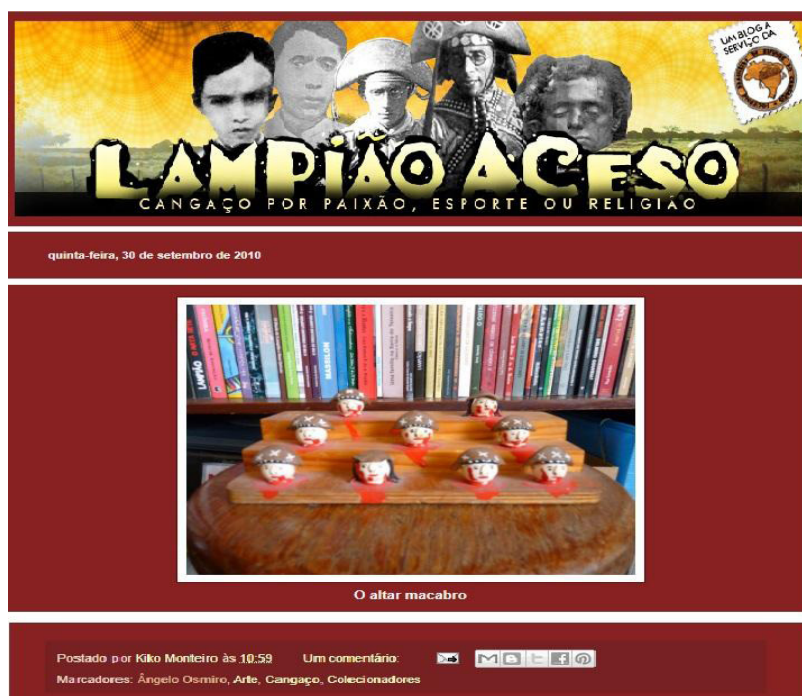 UM BLOG A
SERVIÇO DA
LAMPIÃO ACESO
CANGAÇO POR PAIXÃO, ESPORTE OU RELIGIÃO
quinta-feira, 30 de setembro de 2010
LAMPIÃO
MASSILON
O altar macabro
Postado por Kiko Monteiro às 10:59 Um comentário:
Marcadores: Ângelo Osmiro, Arte, Cangaço, Colecionadores